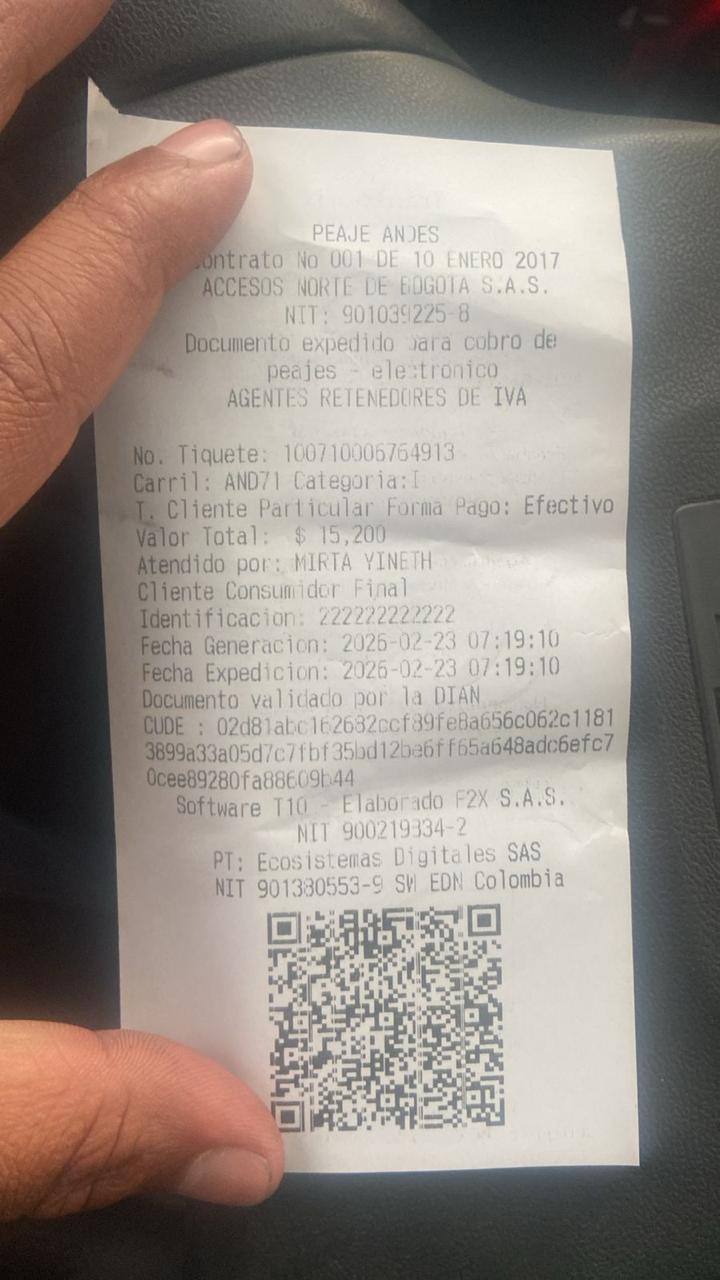 PEAJE ANDES
Contrato No 001 DE 10 ENERO 2017
ACCESOS NORTE DE BOGOTA S.A.S.
NIT: 901039225-8
Documento expedido para cobro de
peajes - electronico
AGENTES RETENEDORES DE IVA
No. Tiquete: 100710006764913
Carril: AND71 Categoria:I
T. Cliente Particular Forma Pago: Efectivo
Valor Total: $ 15,200
Atendido por: MIRTA YINETH
Cliente Consumidor Final
Identificacion: 222222222222
Fecha Generacion: 2026-02-23 07:19:10
Fecha Expedicion: 2026-02-23 07:19:10
Documento validado por la DIAN
CUDE : 02d81abc162632ccf89fe8a656c062c1181
3899a33a05d7c7fbf35bd12be6ff65a648adc6efc7
0cee89280fa88609b44
Software T10 - Elaborado F2X S.A.S.
NIT 900219834-2
PT: Ecosistemas Digitales SAS
NIT 901380553-9 SW EDN Colombia